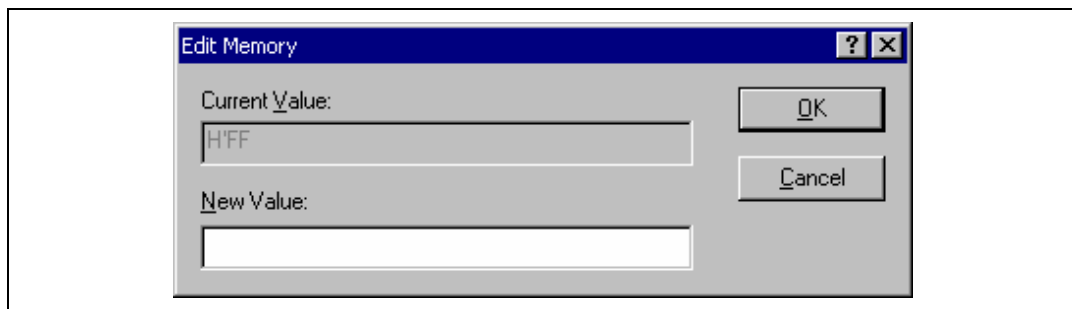 Edit Memory
Current Value:
OK
H'FF
Cancel
New Value: